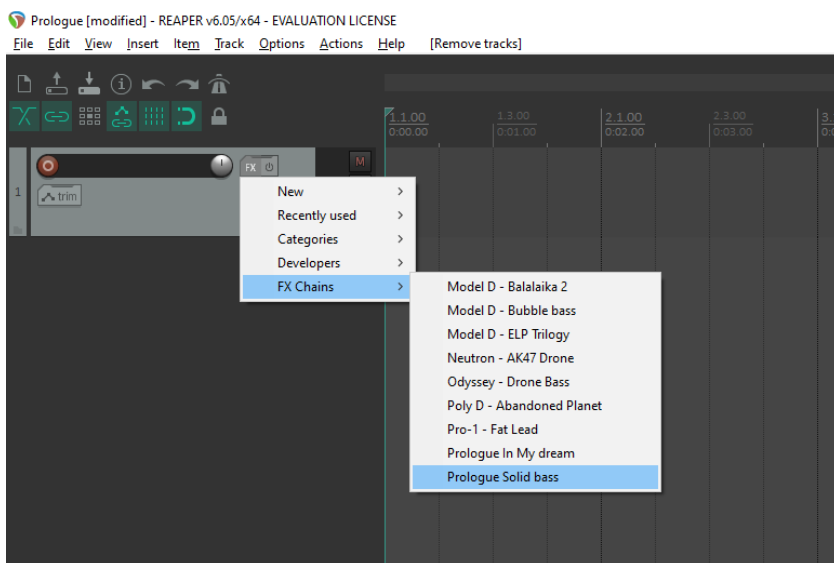 Prologue [modified] - REAPER v6.05/x64 - EVALUATION LICENSE
File Edit View Insert Item Track Options Actions Help [Remove tracks]
1.1.00 1.3.00 2.1.00 2.3.00 3.
0:00.00 0:01.00 0:02.00 0:03.00 0:
FX M
1 trim
New
Recently used
Categories
Developers
FX Chains
Model D - Balalaika 2
Model D - Bubble bass
Model D - ELP Trilogy
Neutron - AK47 Drone
Odyssey - Drone Bass
Poly D - Abandoned Planet
Pro-1 - Fat Lead
Prologue In My dream
Prologue Solid bass